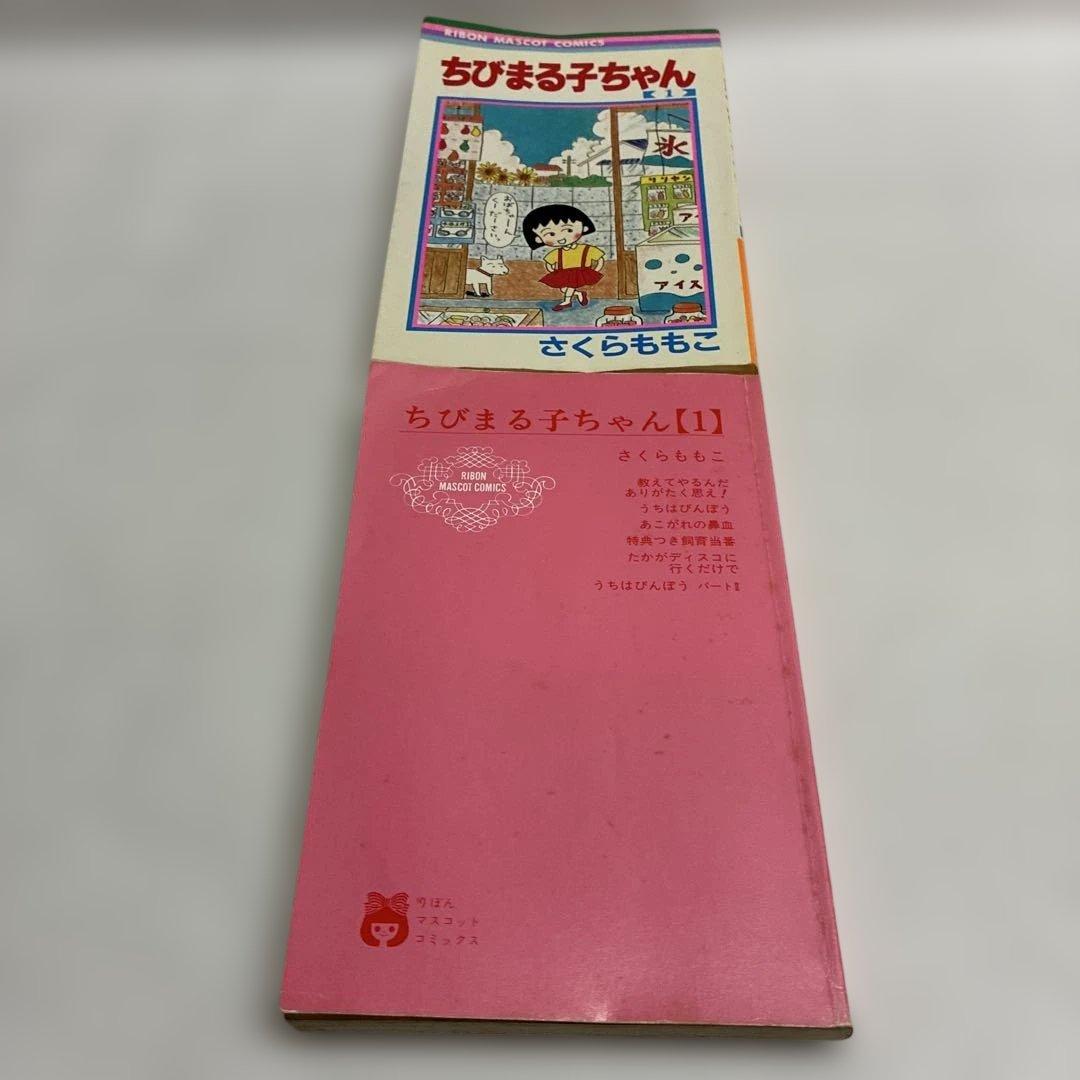 RIBON MASCOT COMICS
ちびまる子ちゃん
1
氷
おばちゃーん
くーだーさい。
アイス
さくらももこ
ちびまる子ちゃん【1】
さくらももこ
RIBON
MASCOT COMICS
教えてやるんだ
ありがたく思え!
うちはびんぼう
あこがれの鼻血
特典つき飼育当番
たかがディスコに
行くだけで
うちはびんぼう パートⅡ
りぼん
マスコット
コミックス